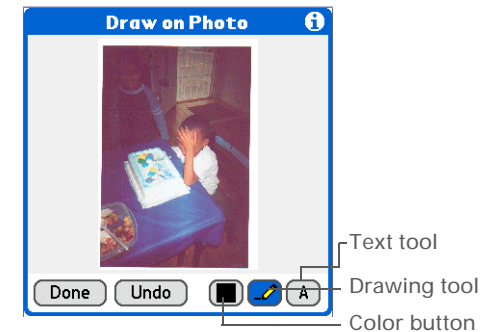 Draw on Photo i
Text tool
Drawing tool
Done Undo A
Color button